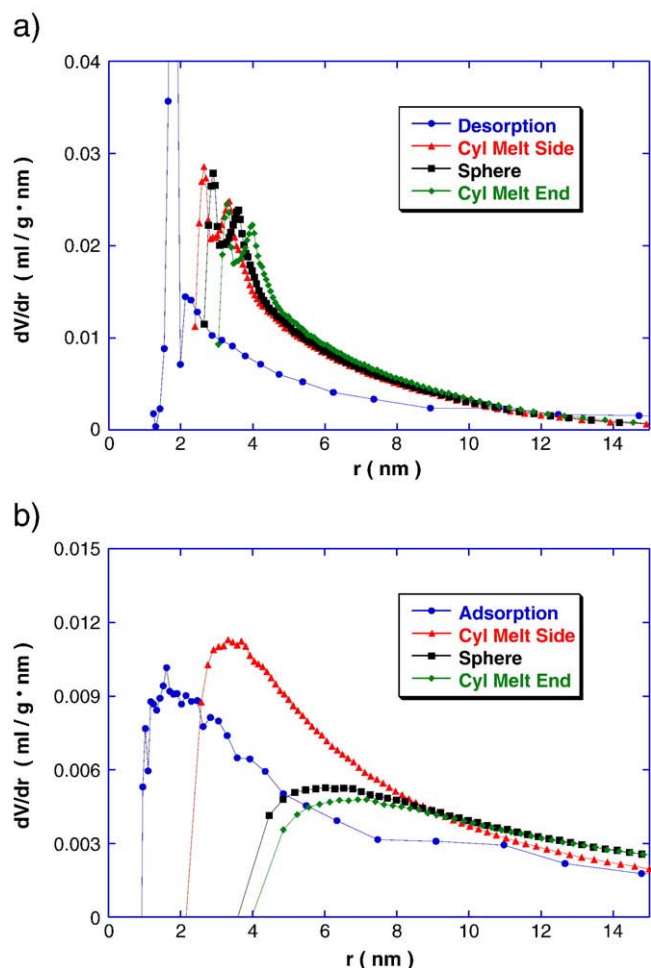 a)
0.04
0.03
0.02
0.01
0
dV/dr ( ml / g * nm )
Desorption
Cyl Melt Side
Sphere
Cyl Melt End
0 2 4 6 8 10 12 14
r ( nm )
b)
0.015
0.012
0.009
0.006
0.003
0
dV/dr ( ml / g * nm )
Adsorption
Cyl Melt Side
Sphere
Cyl Melt End
0 2 4 6 8 10 12 14
r ( nm )